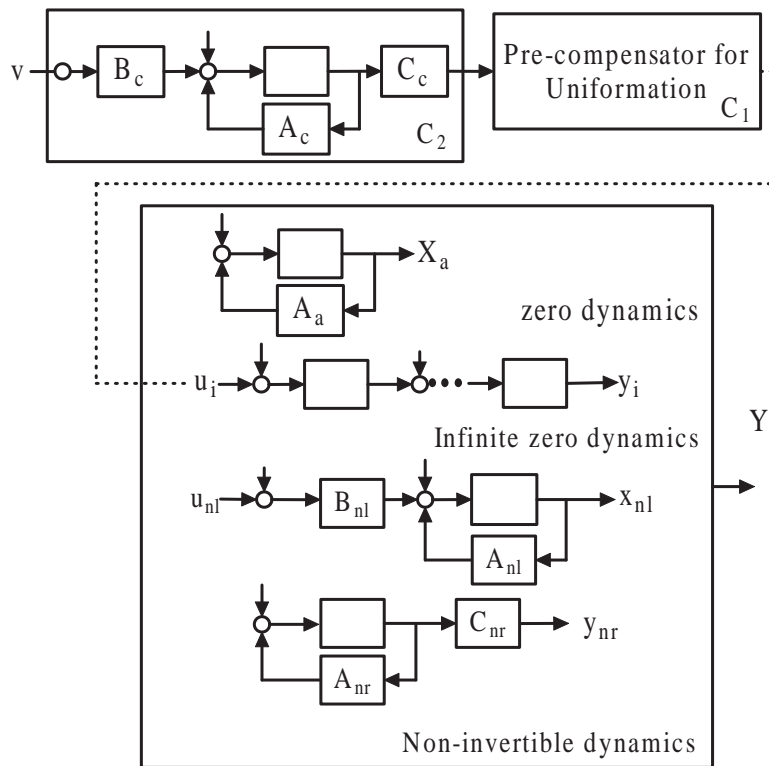 v
B_c
C_c
A_c
C_2
Pre-compensator for
Uniformation
C_1
X_a
A_a
zero dynamics
u_i
y_i
Infinite zero dynamics
Y
u_nl
B_nl
x_nl
A_nl
C_nr
y_nr
A_nr
Non-invertible dynamics